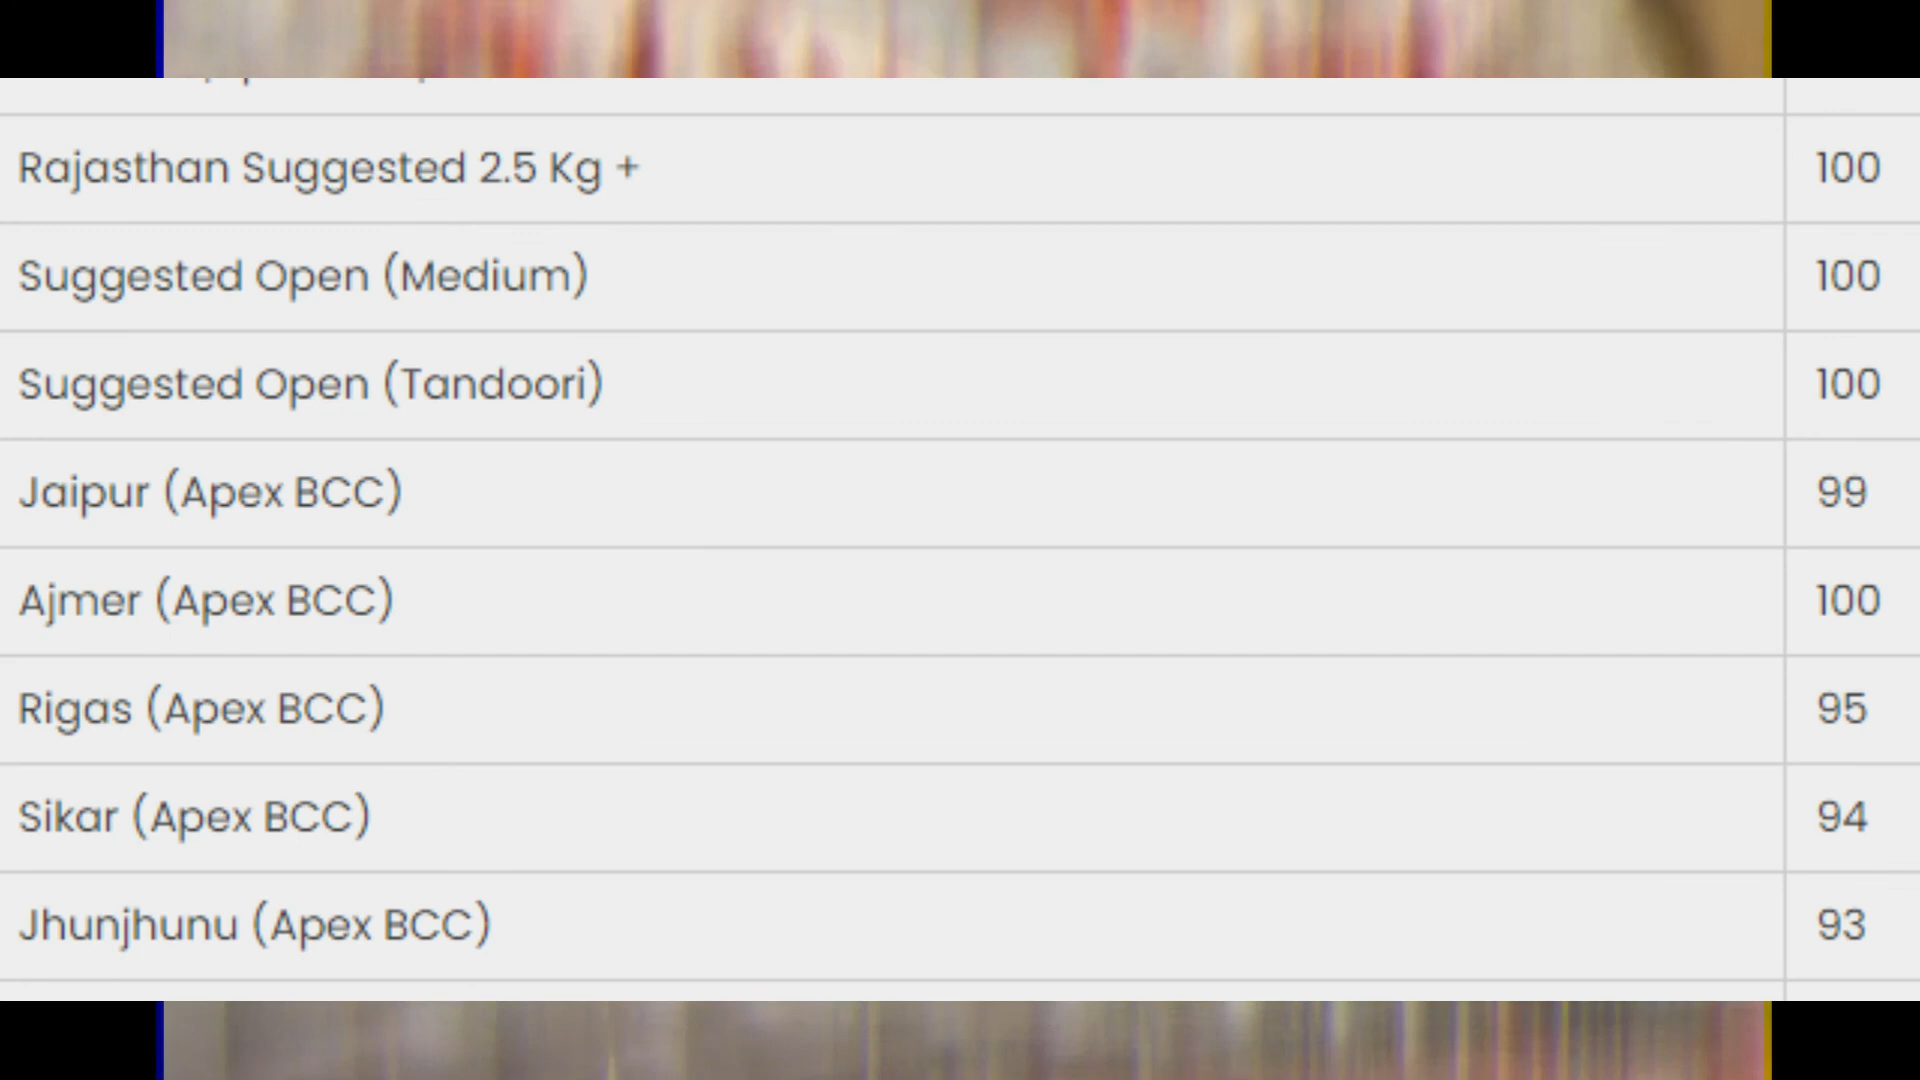 Rajasthan Suggested 2.5 Kg + 100
Suggested Open (Medium) 100
Suggested Open (Tandoori) 100
Jaipur (Apex BCC) 99
Ajmer (Apex BCC) 100
Rigas (Apex BCC) 95
Sikar (Apex BCC) 94
Jhunjhunu (Apex BCC) 93